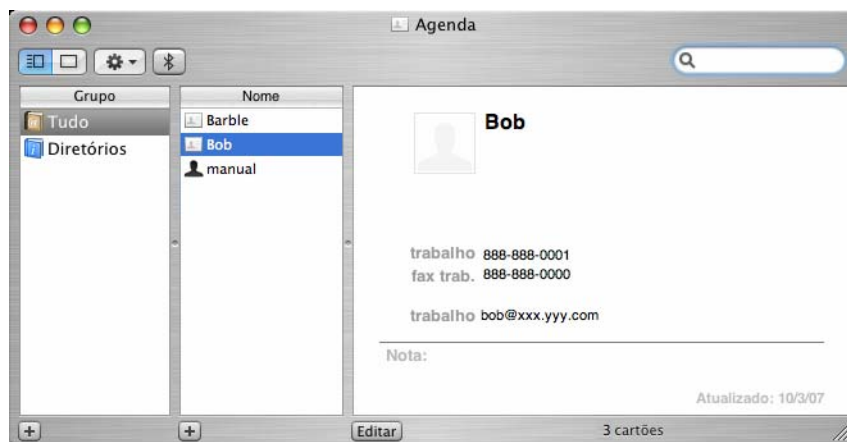 Agenda
Grupo
Tudo
Diretórios
Nome
Barble
Bob
manual
Bob
trabalho 888-888-0001
fax trab. 888-888-0000
trabalho bob@xxx.yyy.com
Nota:
Atualizado: 10/3/07
Editar
3 cartões